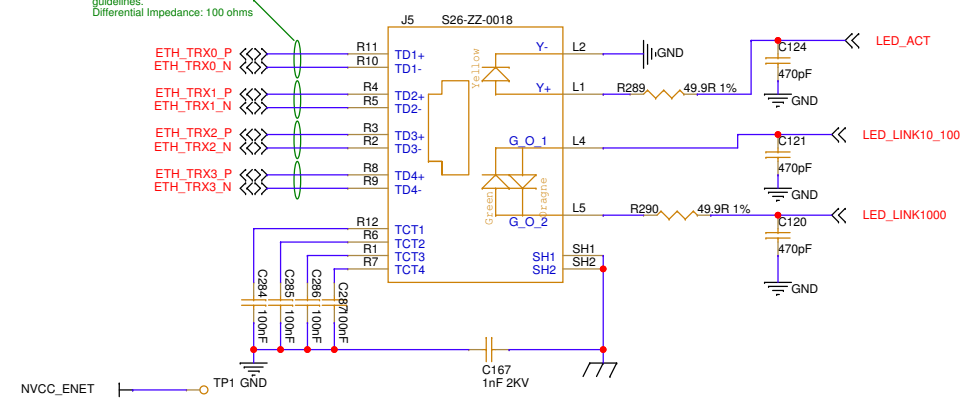 guidelines.
Differential Impedance: 100 ohms
J5 S26-ZZ-0018
ETH_TRX0_P R11 TD1+
ETH_TRX0_N R10 TD1-
ETH_TRX1_P R4 TD2+
ETH_TRX1_N R5 TD2-
ETH_TRX2_P R3 TD3+
ETH_TRX2_N R2 TD3-
ETH_TRX3_P R8 TD4+
ETH_TRX3_N R9 TD4-
R12 TCT1
R6 TCT2
R1 TCT3
R7 TCT4
Yellow
Y- L2 GND
Y+ L1 R289 49.9R 1%
LED_ACT
C124
470pF
GND
G_O_1 L4
LED_LINK10_100
C121
470pF
GND
Green
Oragne
G_O_2 L5 R290 49.9R 1%
LED_LINK1000
C120
470pF
GND
SH1 SH1
SH2 SH2
C284 100nF
C285 100nF
C286 100nF
C287 100nF
GND
C167
1nF 2KV
NVCC_ENET TP1